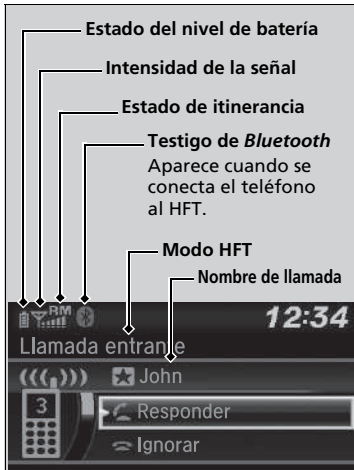 Estado del nivel de batería
Intensidad de la señal
Estado de itinerancia
Testigo de Bluetooth
Aparece cuando se
conecta el teléfono
al HFT.
Modo HFT
Nombre de llamada
RM
12:34
Llamada entrante
John
3
Responder
Ignorar